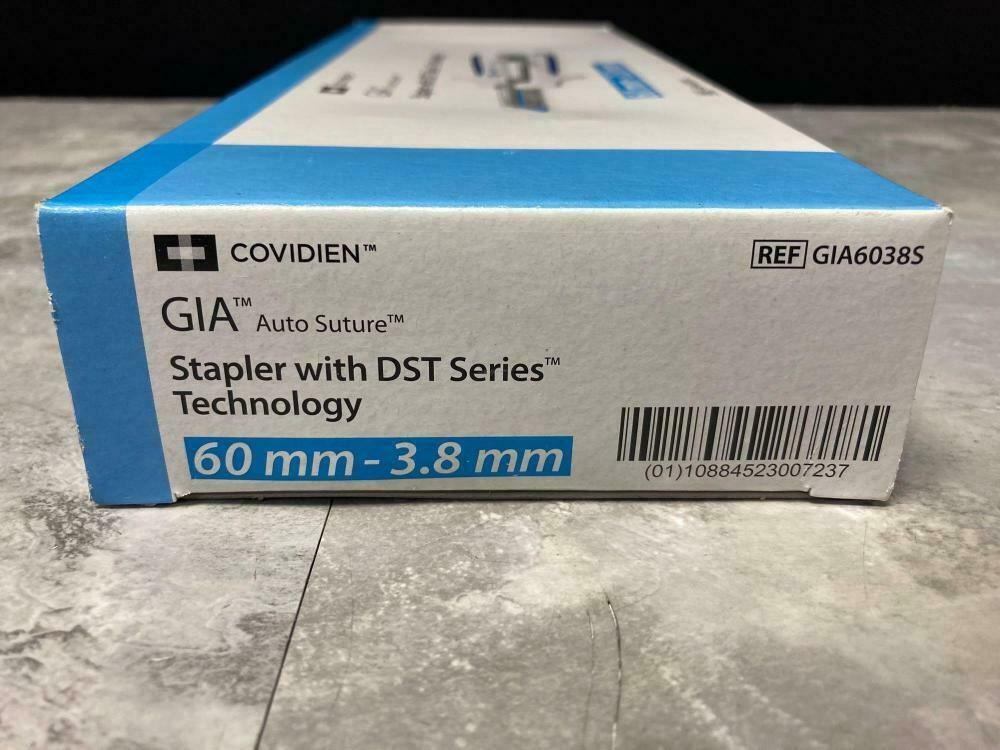 COVIDIEN™
REF GIA6038S
GIA™ Auto Suture™
Stapler with DST Series™
Technology
60 mm - 3.8 mm
(01)10884523007237